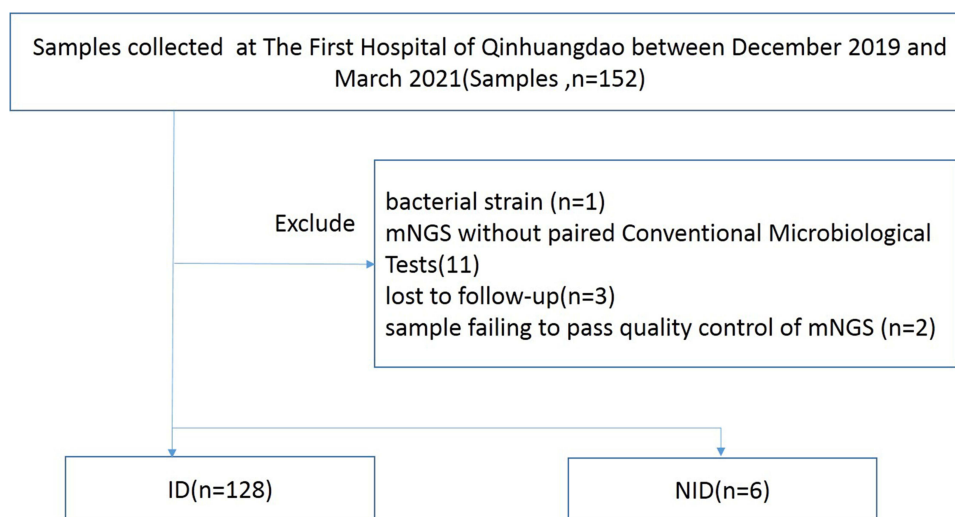 Samples collected  at The First Hospital of Qinhuangdao between December 2019 and
March 2021(Samples ,n=152)
Exclude
bacterial strain (n=1)
mNGS without paired Conventional Microbiological
Tests(11)
lost to follow-up(n=3)
sample failing to pass quality control of mNGS (n=2)
ID(n=128)
NID(n=6)